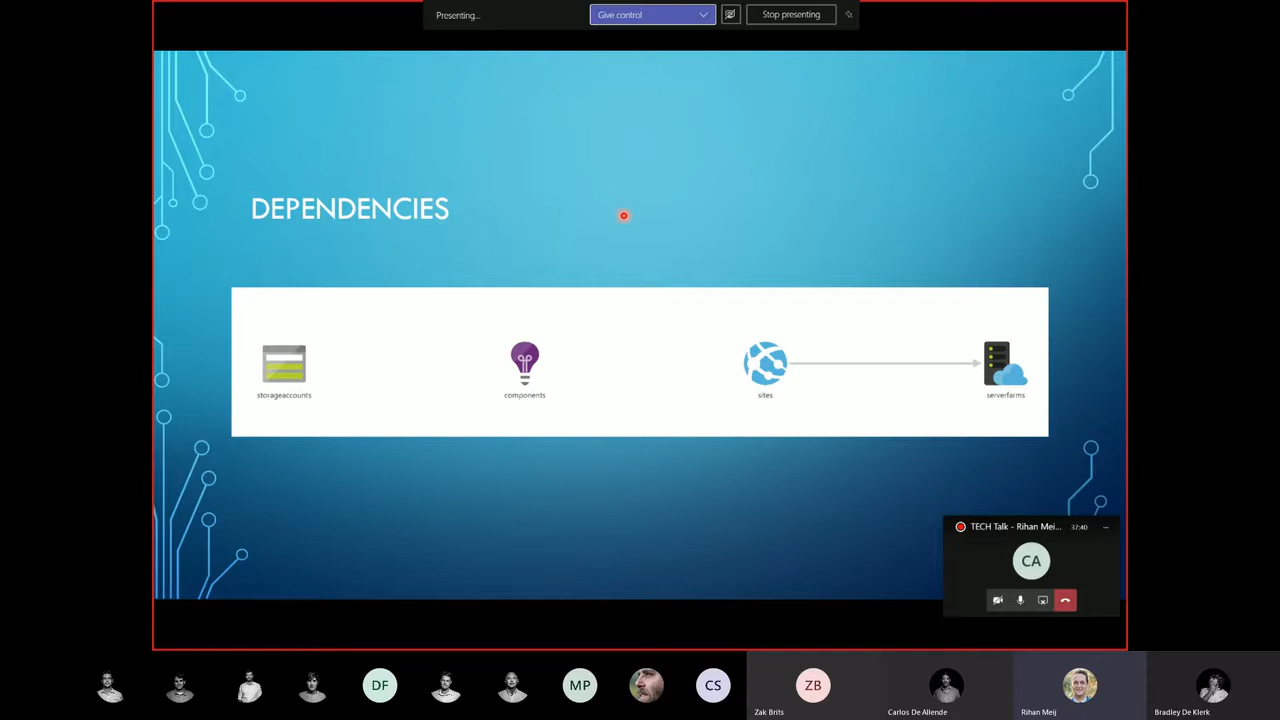 Presenting...
Give control
Stop presenting
DEPENDENCIES
storageaccounts
components
sites
serverfarms
TECH Talk - Rihan Mei...
37:40
CA
DF
MP
CS
ZB
Zak Brits
Carlos De Allende
Rihan Meij
Bradley De Klerk